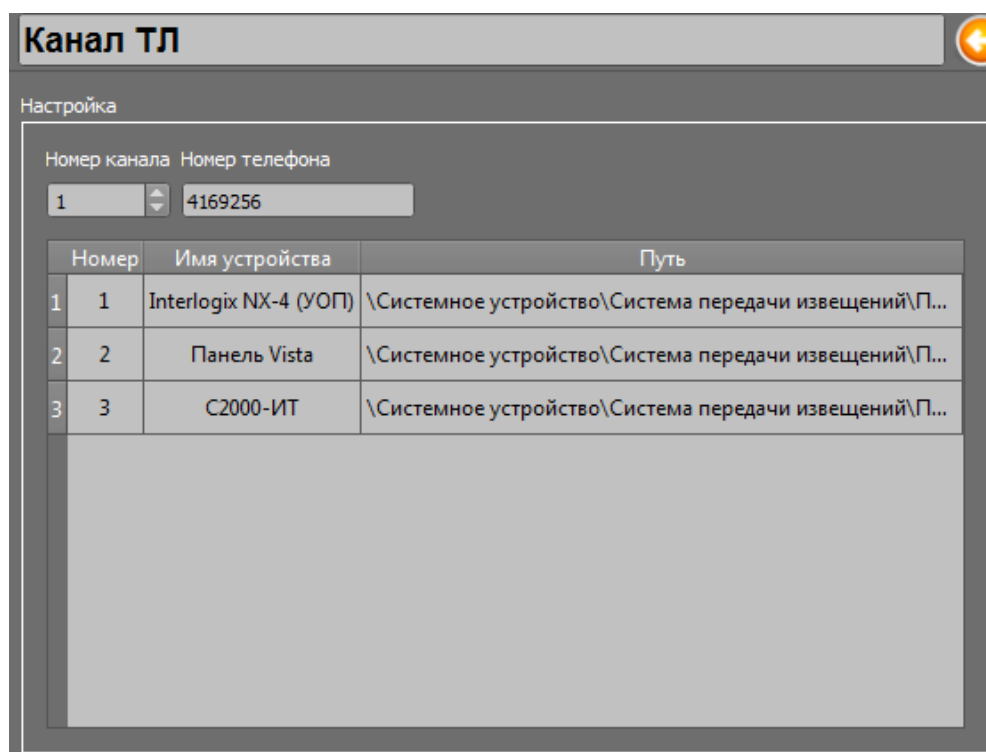 Канал ТЛ
Настройка
Номер канала Номер телефона
1 4169256
Номер Имя устройства Путь
1 1 Interlogix NX-4 (УОП) \Системное устройство\Система передачи извещений\П...
2 2 Панель Vista \Системное устройство\Система передачи извещений\П...
3 3 С2000-ИТ \Системное устройство\Система передачи извещений\П...